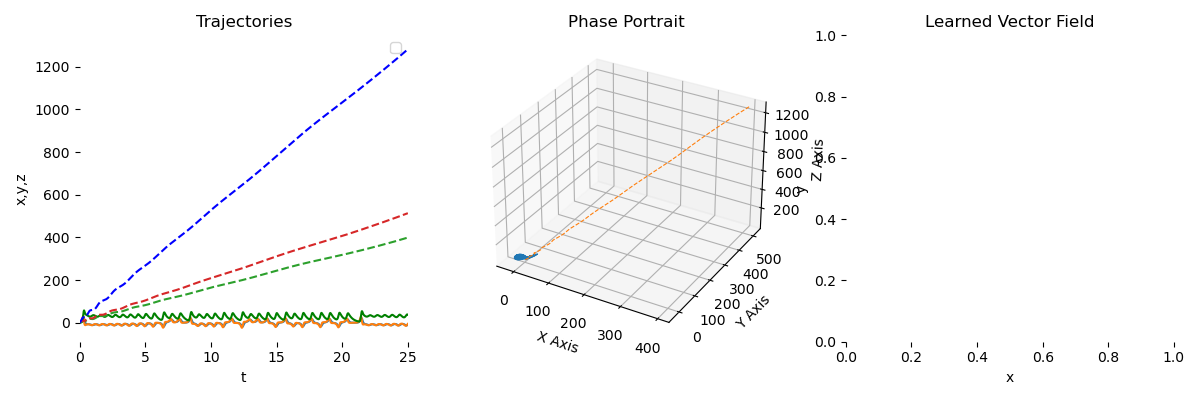 Trajectories
1200
1000
800
600
400
200
0
x,y,z
0 5 10 15 20 25
t
Phase Portrait
1200
1000
800
600
400
200
Z Axis
0 100 200 300 400
X Axis
0 100 200 300 400 500
Y Axis
Learned Vector Field
1.0
0.8
0.6
0.4
0.2
0.0
y
0.0 0.2 0.4 0.6 0.8 1.0
x